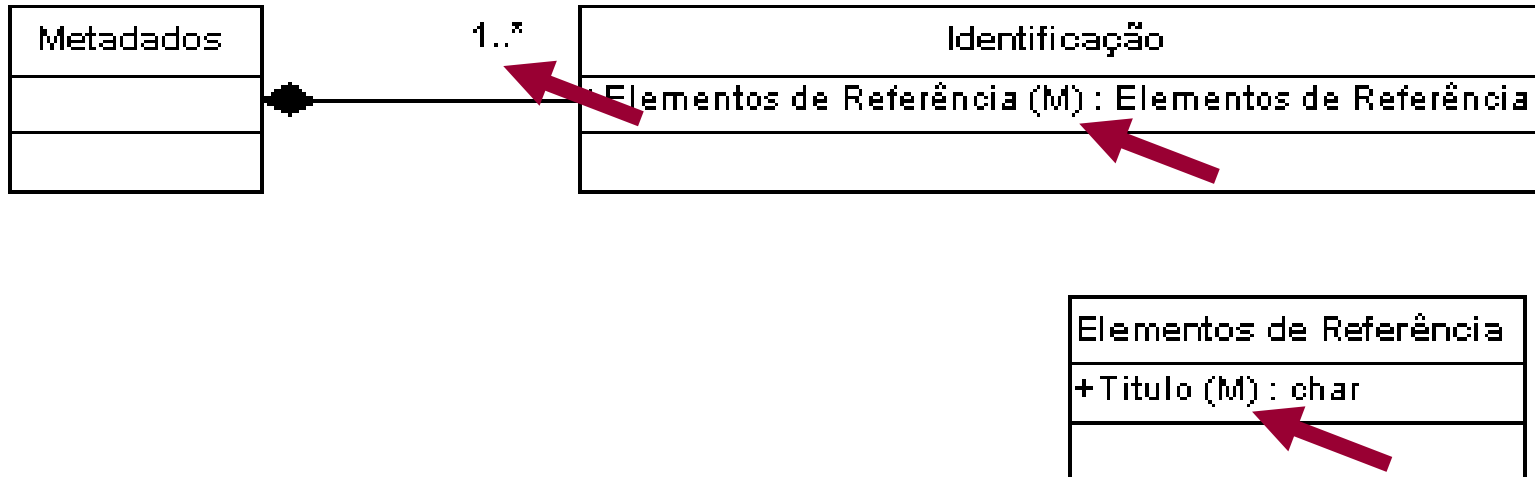 Metadados
1..*
Identificação
+Elementos de Referência (M) : Elementos de Referência
Elementos de Referência
+Titulo (M) : char